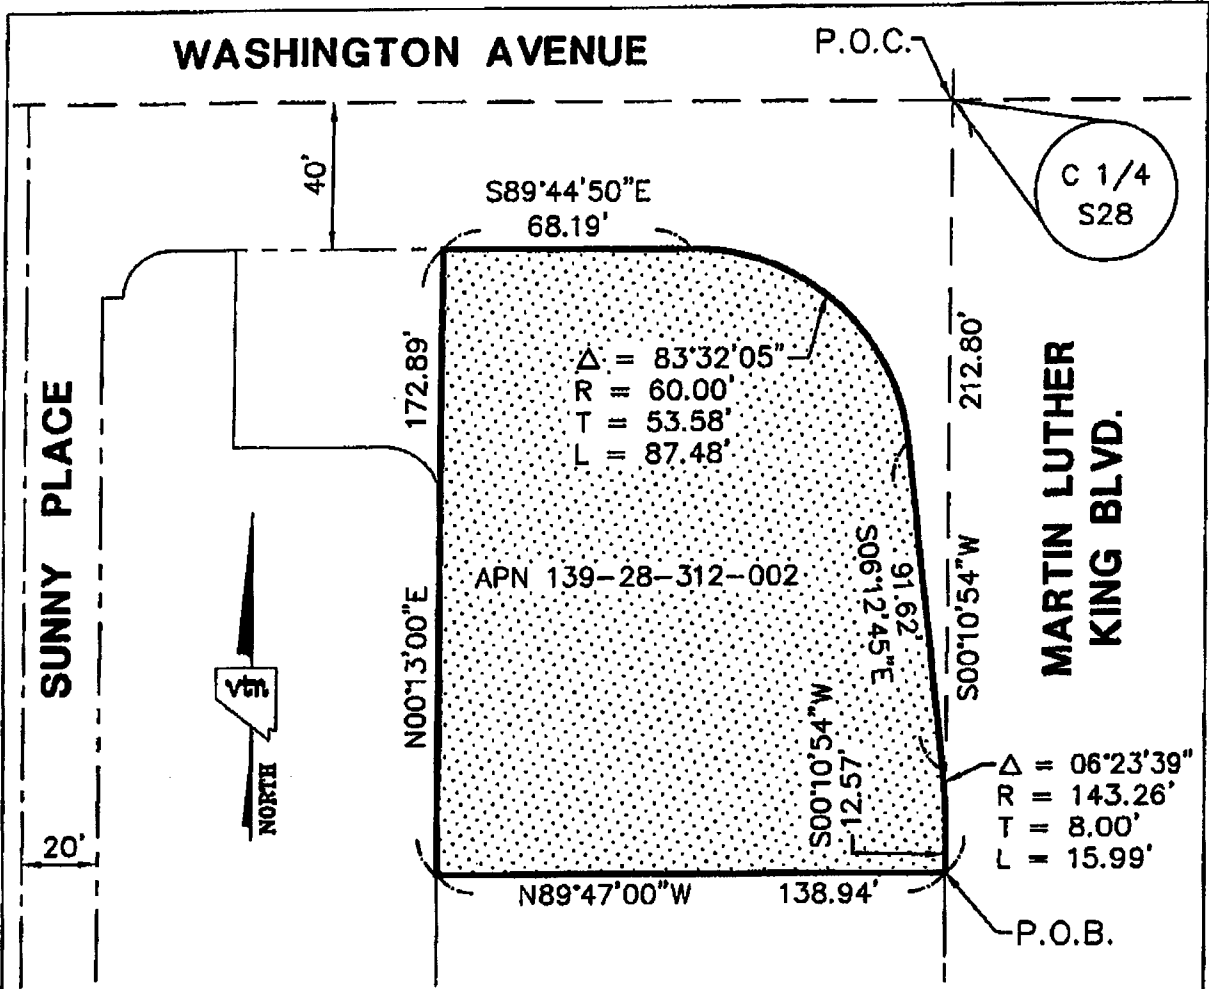 WASHINGTON AVENUE
P.O.C.
40'
C 1/4
S28
S89°44'50"E
68.19'
172.89'
Δ = 83°32'05"
R = 60.00'
T = 53.58'
L = 87.48'
212.80'
MARTIN LUTHER
KING BLVD.
SUNNY PLACE
APN 139-28-312-002
91.62'
S06°12'45"E
S00°10'54"W
N00°13'00"E
vtn
NORTH
S00°10'54"W
12.57'
Δ = 06°23'39"
R = 143.26'
T = 8.00'
L = 15.99'
20'
N89°47'00"W 138.94'
P.O.B.